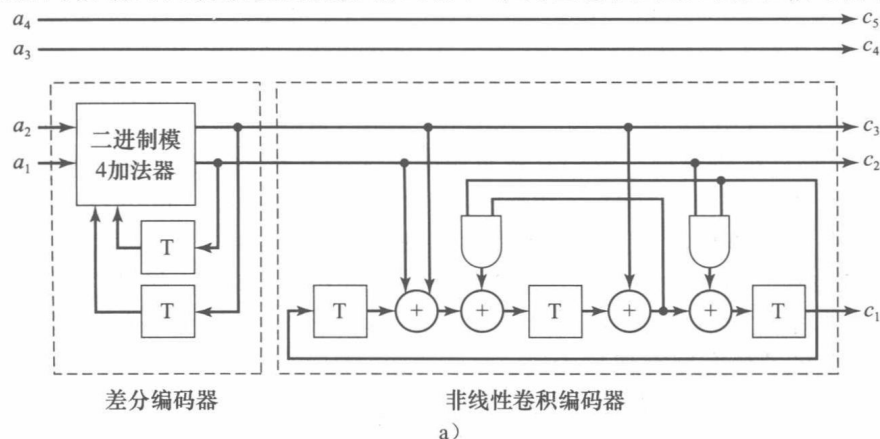 a₄ c₅
a₃ c₄
a₂ 二进制模 c₃
a₁ 4加法器 c₂
T
T
T + + T + + T c₁
差分编码器 非线性卷积编码器
a）